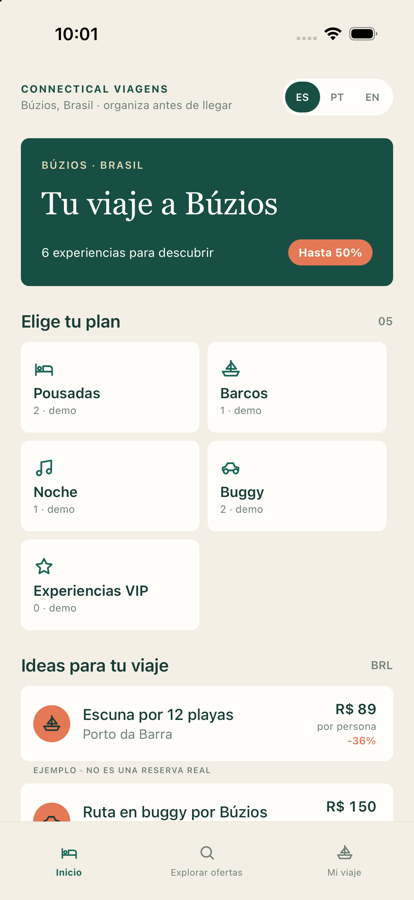 10:01
CONNECTICAL VIAGENS
Búzios, Brasil · organiza antes de llegar
ES PT EN
BÚZIOS · BRASIL
Tu viaje a Búzios
6 experiencias para descubrir
Hasta 50%
Elige tu plan
05
Pousadas
2 · demo
Barcos
1 · demo
Noche
1 · demo
Buggy
2 · demo
Experiencias VIP
0 · demo
Ideas para tu viaje
BRL
Escuna por 12 playas
Porto da Barra
R$ 89
por persona
-36%
EJEMPLO · NO ES UNA RESERVA REAL
Ruta en buggy por Búzios
R$ 150
Inicio
Explorar ofertas
Mi viaje